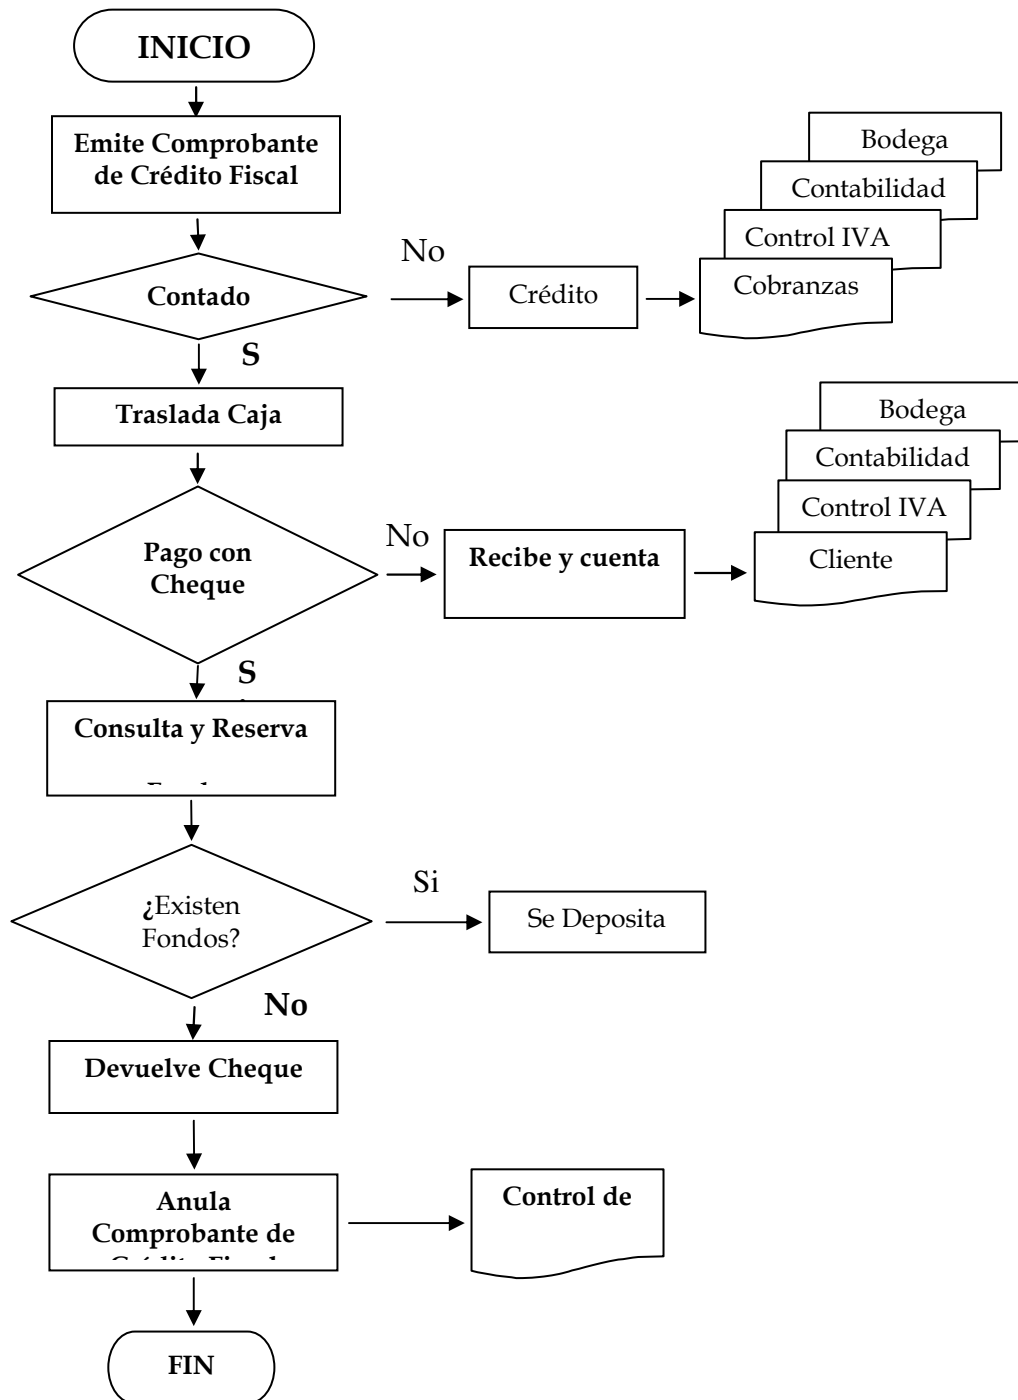 INICIO
Emite Comprobante
de Crédito Fiscal
Bodega
Contabilidad
Control IVA
Cobranzas
No
Crédito
Contado
S
Traslada Caja
Bodega
Contabilidad
Control IVA
Cliente
No
Recibe y cuenta
Pago con
Cheque
S
Consulta y Reserva
¿Existen
Fondos?
Si
Se Deposita
No
Devuelve Cheque
Anula
Comprobante de
Control de
FIN